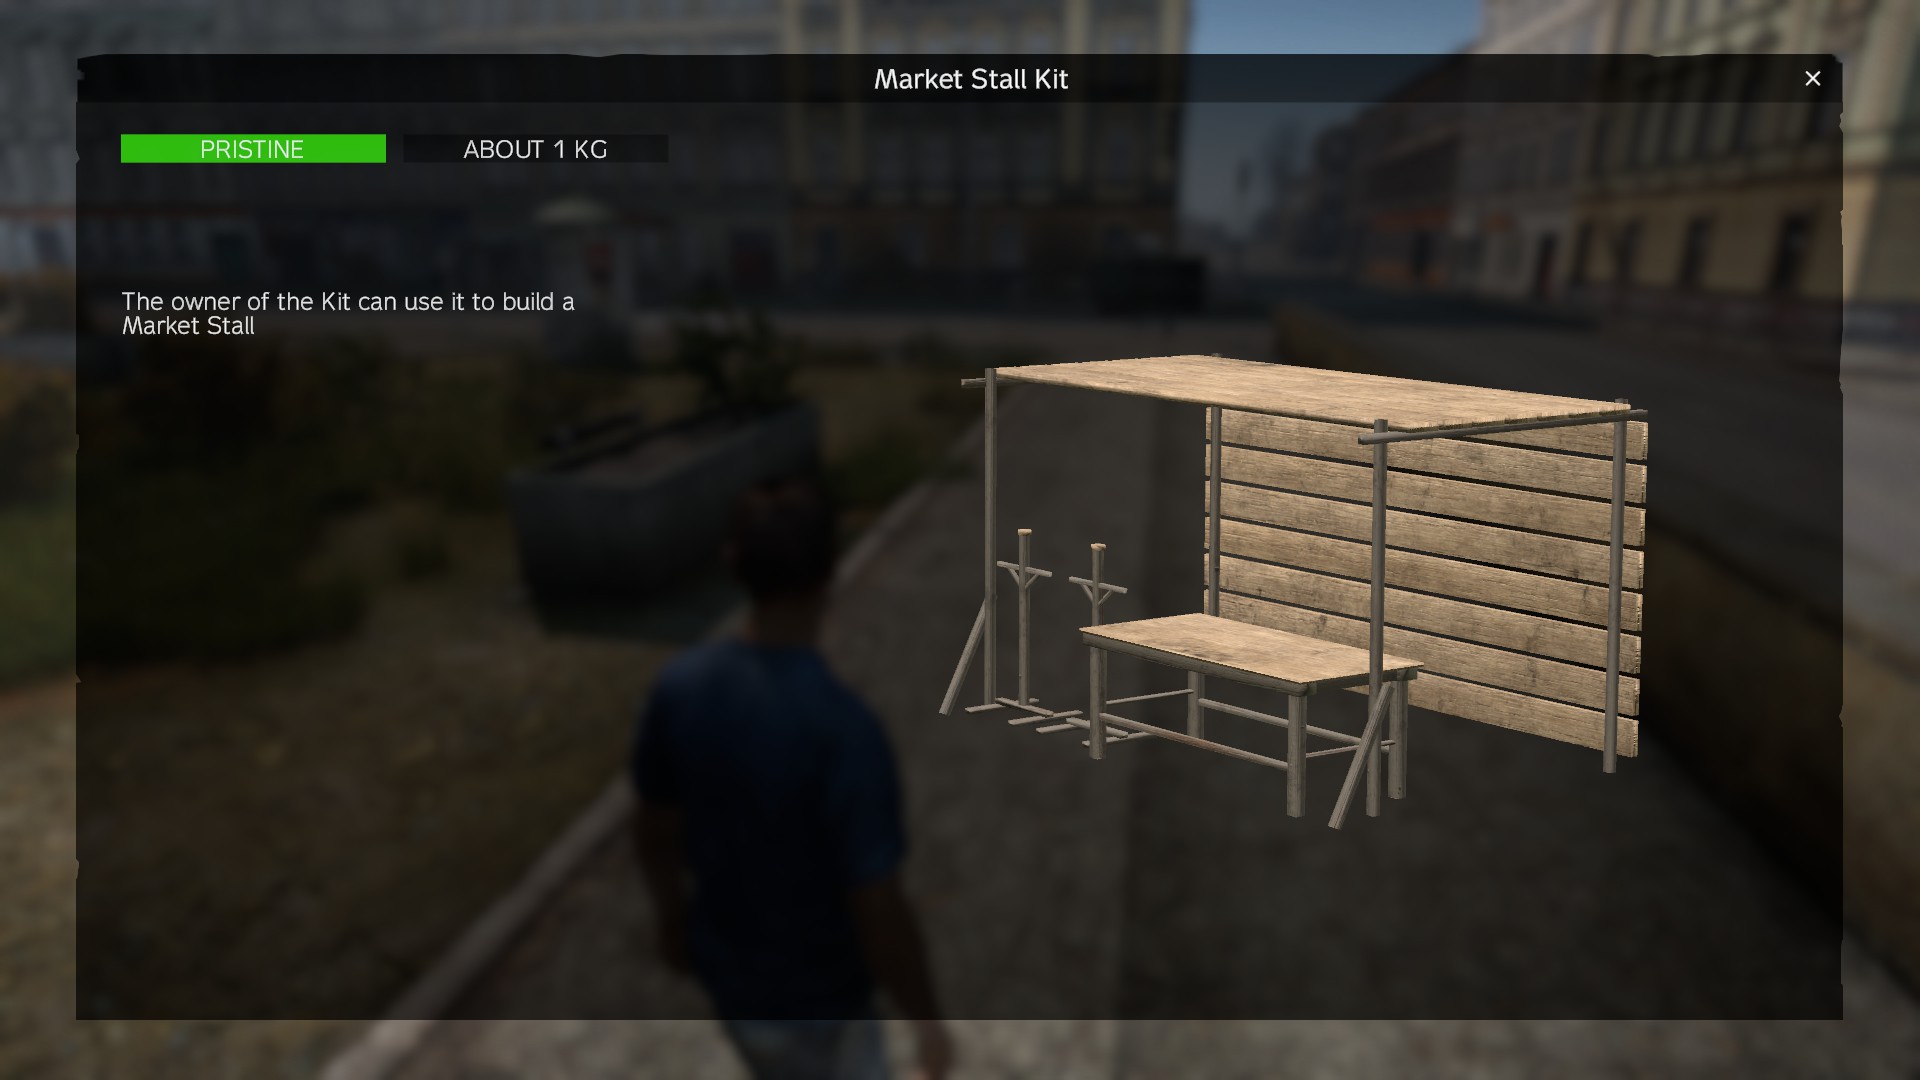 Market Stall Kit
PRISTINE
ABOUT 1 KG
The owner of the Kit can use it to build a
Market Stall